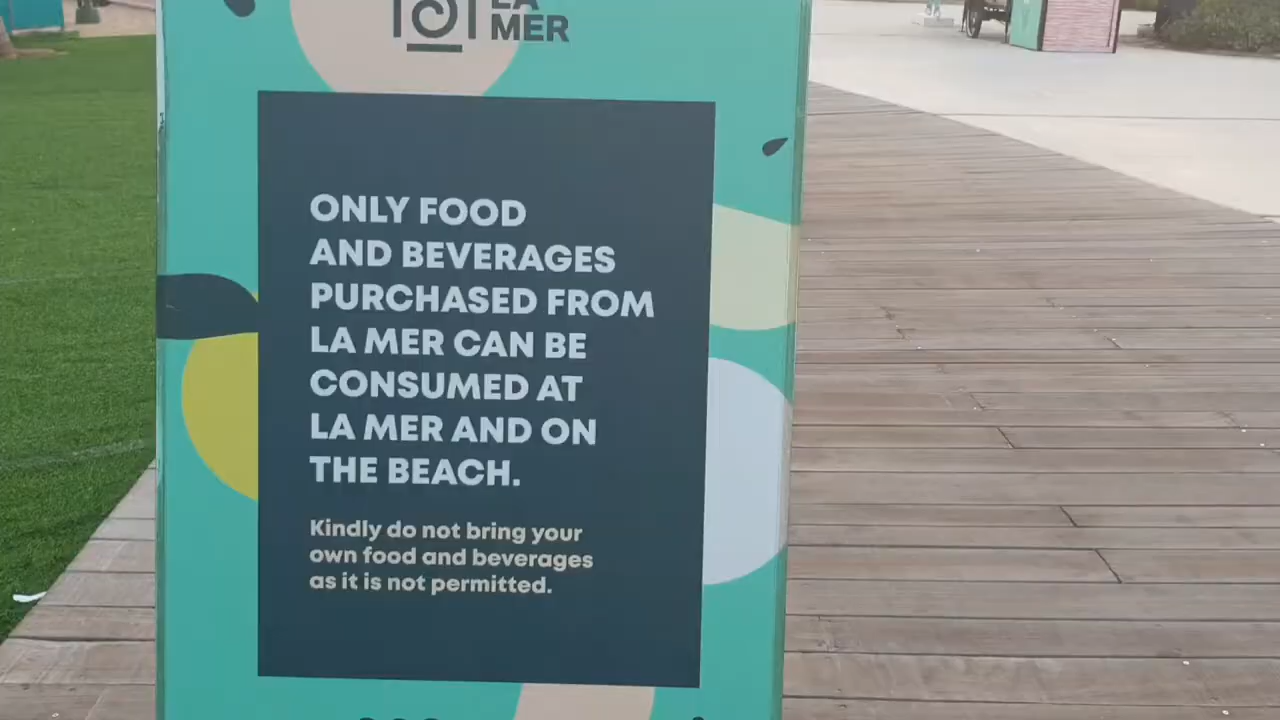 LA
MER
ONLY FOOD
AND BEVERAGES
PURCHASED FROM
LA MER CAN BE
CONSUMED AT
LA MER AND ON
THE BEACH.
Kindly do not bring your
own food and beverages
as it is not permitted.